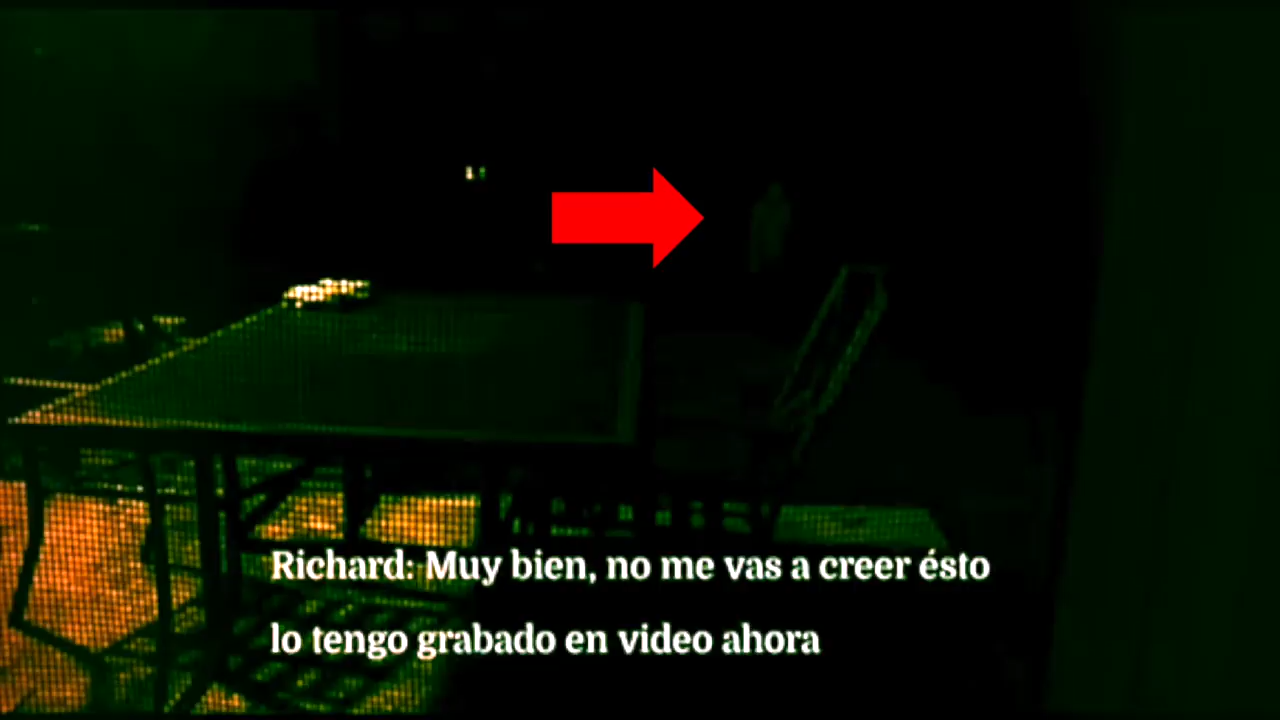 Richard: Muy bien, no me vas a creer ésto
lo tengo grabado en video ahora